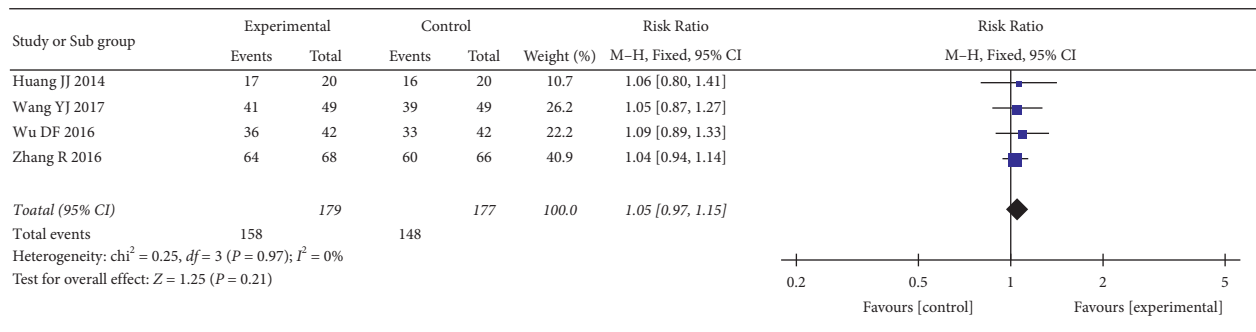 Experimental Control Risk Ratio Risk Ratio
Study or Sub group
Events Total Events Total Weight (%) M–H, Fixed, 95% CI M–H, Fixed, 95% CI
Huang JJ 2014 17 20 16 20 10.7 1.06 [0.80, 1.41]
Wang YJ 2017 41 49 39 49 26.2 1.05 [0.87, 1.27]
Wu DF 2016 36 42 33 42 22.2 1.09 [0.89, 1.33]
Zhang R 2016 64 68 60 66 40.9 1.04 [0.94, 1.14]
Toatal (95% CI) 179 177 100.0 1.05 [0.97, 1.15]
Total events 158 148
Heterogeneity: chi² = 0.25, df = 3 (P = 0.97); I² = 0%
Test for overall effect: Z = 1.25 (P = 0.21)
0.2 0.5 1 2 5
Favours [control] Favours [experimental]